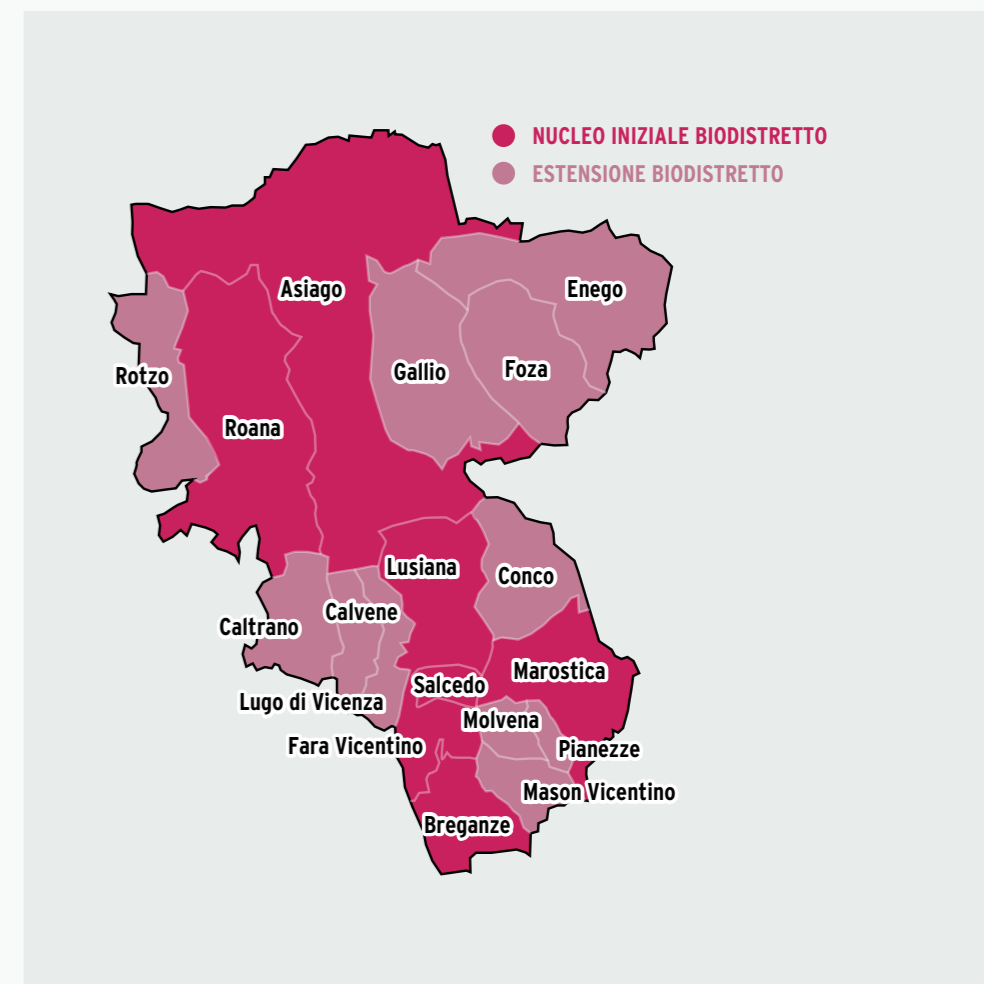 NUCLEO INIZIALE BIODISTRETTO
ESTENSIONE BIODISTRETTO
Asiago
Enego
Rotzo
Gallio
Foza
Roana
Lusiana
Conco
Calvene
Caltrano
Marostica
Salcedo
Lugo di Vicenza
Molvena
Fara Vicentino
Pianezze
Mason Vicentino
Breganze